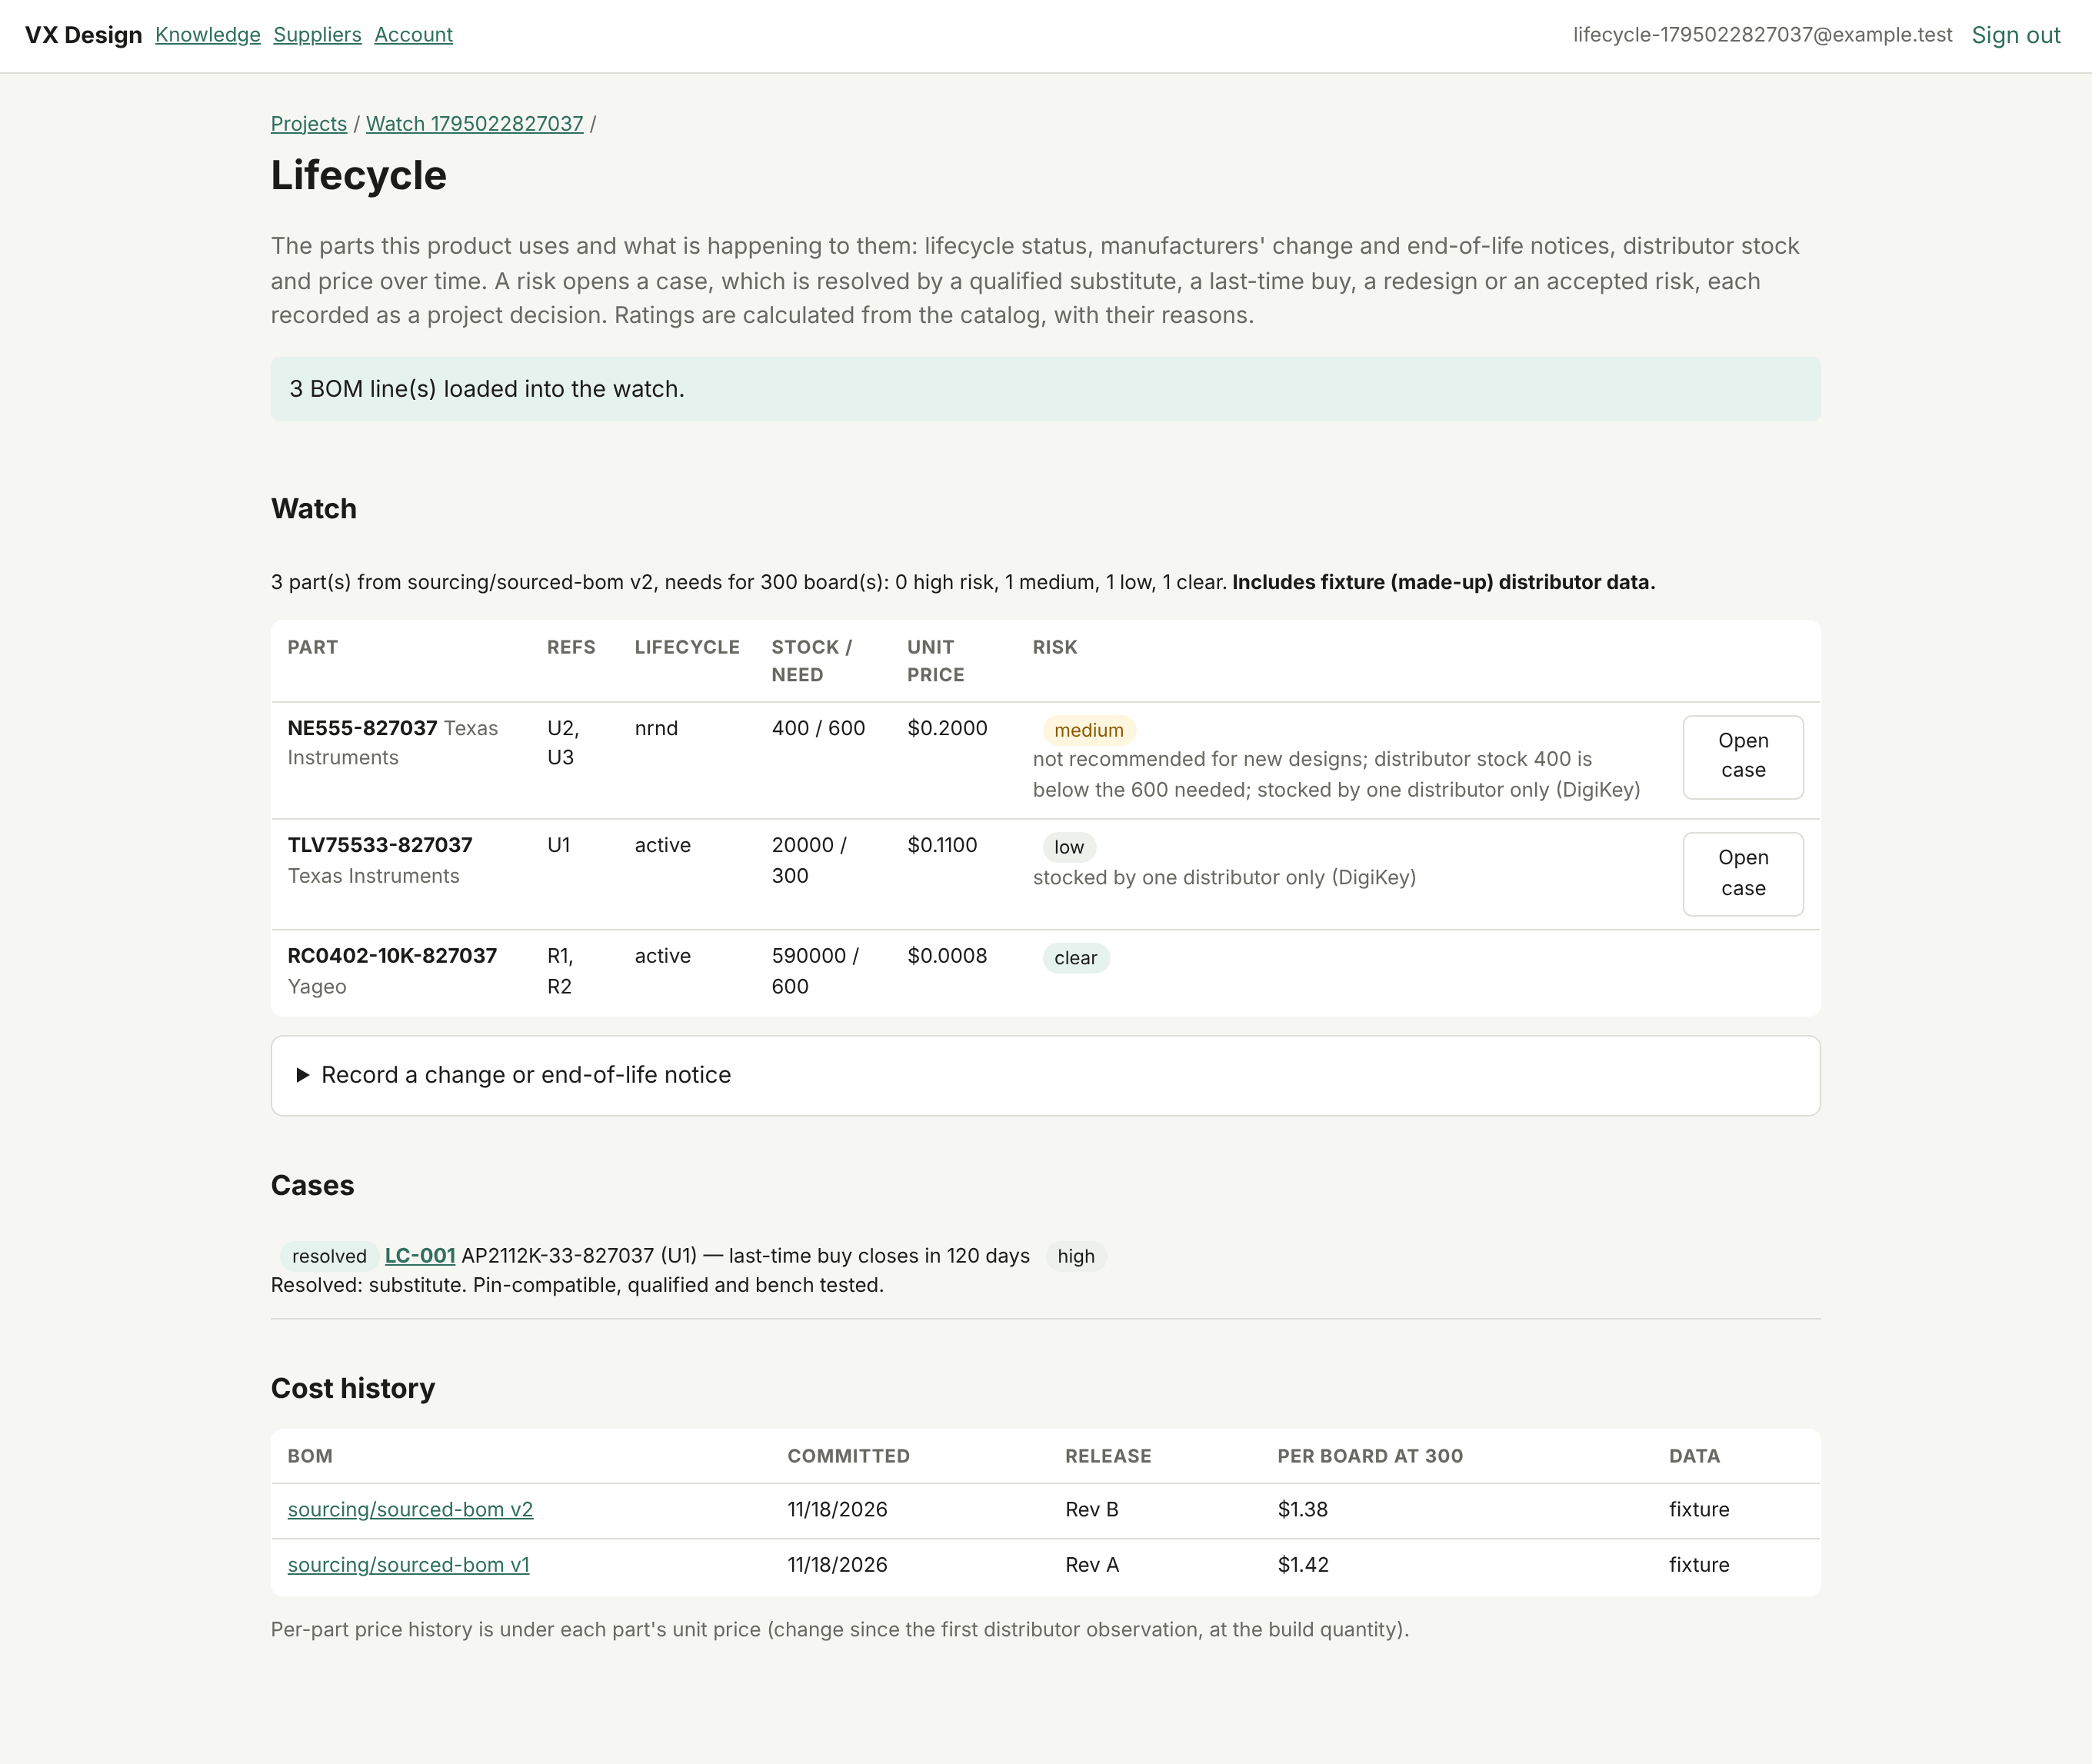 VX Design Knowledge Suppliers Account lifecycle-1795022827037@example.test Sign out
Projects / Watch 1795022827037 /
Lifecycle
The parts this product uses and what is happening to them: lifecycle status, manufacturers' change and end-of-life notices, distributor stock
and price over time. A risk opens a case, which is resolved by a qualified substitute, a last-time buy, a redesign or an accepted risk, each
recorded as a project decision. Ratings are calculated from the catalog, with their reasons.
3 BOM line(s) loaded into the watch.
Watch
3 part(s) from sourcing/sourced-bom v2, needs for 300 board(s): 0 high risk, 1 medium, 1 low, 1 clear. Includes fixture (made-up) distributor data.
PART REFS LIFECYCLE STOCK / UNIT RISK
NEED PRICE
NE555-827037 Texas U2, nrnd 400 / 600 $0.2000 medium Open
Instruments U3 not recommended for new designs; distributor stock 400 is case
below the 600 needed; stocked by one distributor only (DigiKey)
TLV75533-827037 U1 active 20000 / $0.1100 low Open
Texas Instruments 300 stocked by one distributor only (DigiKey) case
RC0402-10K-827037 R1, active 590000 / $0.0008 clear
Yageo R2 600
Record a change or end-of-life notice
Cases
resolved LC-001 AP2112K-33-827037 (U1) — last-time buy closes in 120 days high
Resolved: substitute. Pin-compatible, qualified and bench tested.
Cost history
BOM COMMITTED RELEASE PER BOARD AT 300 DATA
sourcing/sourced-bom v2 11/18/2026 Rev B $1.38 fixture
sourcing/sourced-bom v1 11/18/2026 Rev A $1.42 fixture
Per-part price history is under each part's unit price (change since the first distributor observation, at the build quantity).